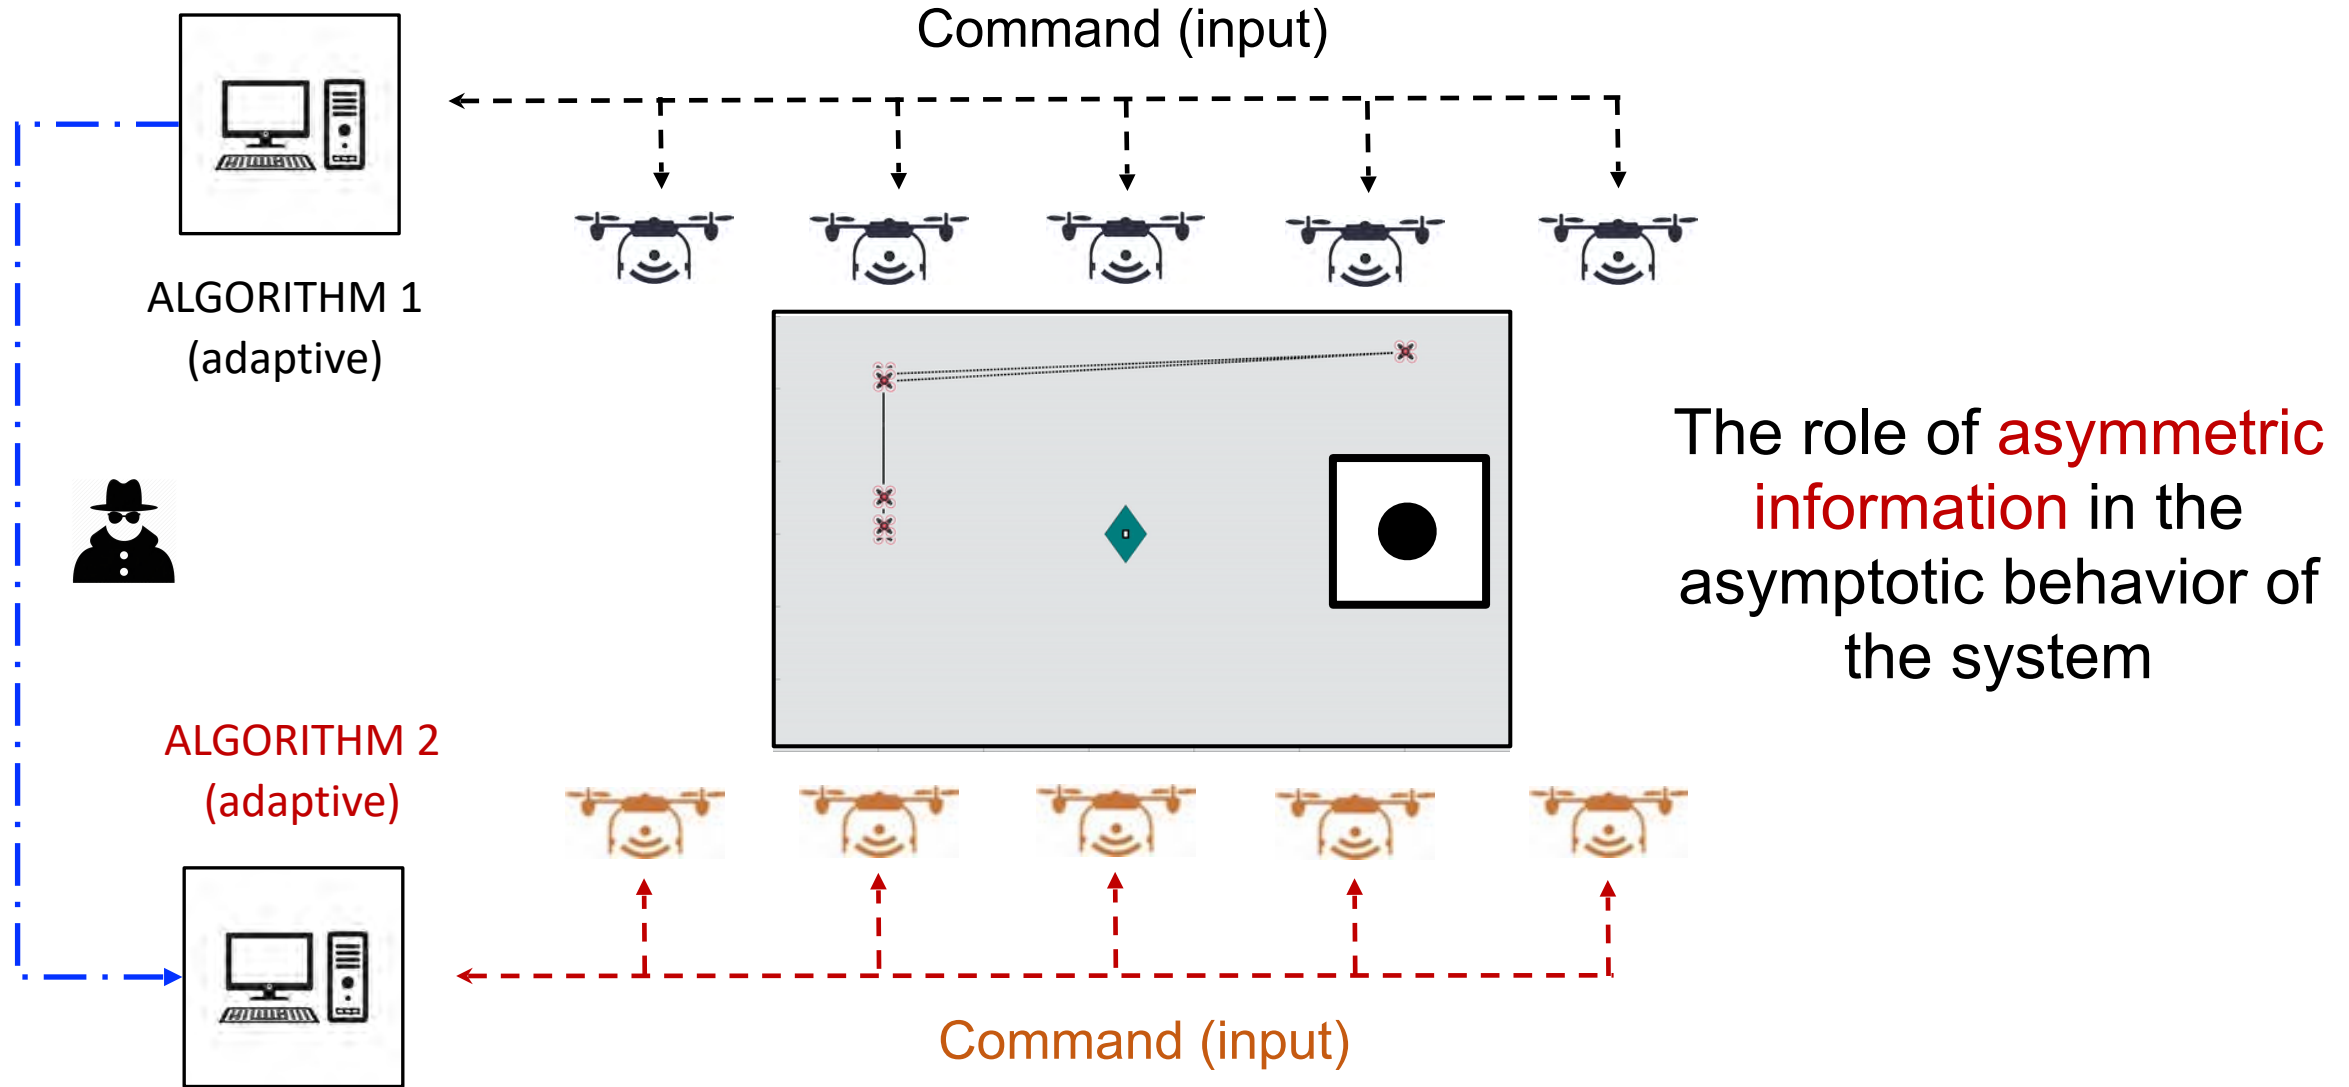 Command (input)
ALGORITHM 1
(adaptive)
The role of asymmetric
information in the
asymptotic behavior of
the system
ALGORITHM 2
(adaptive)
Command (input)